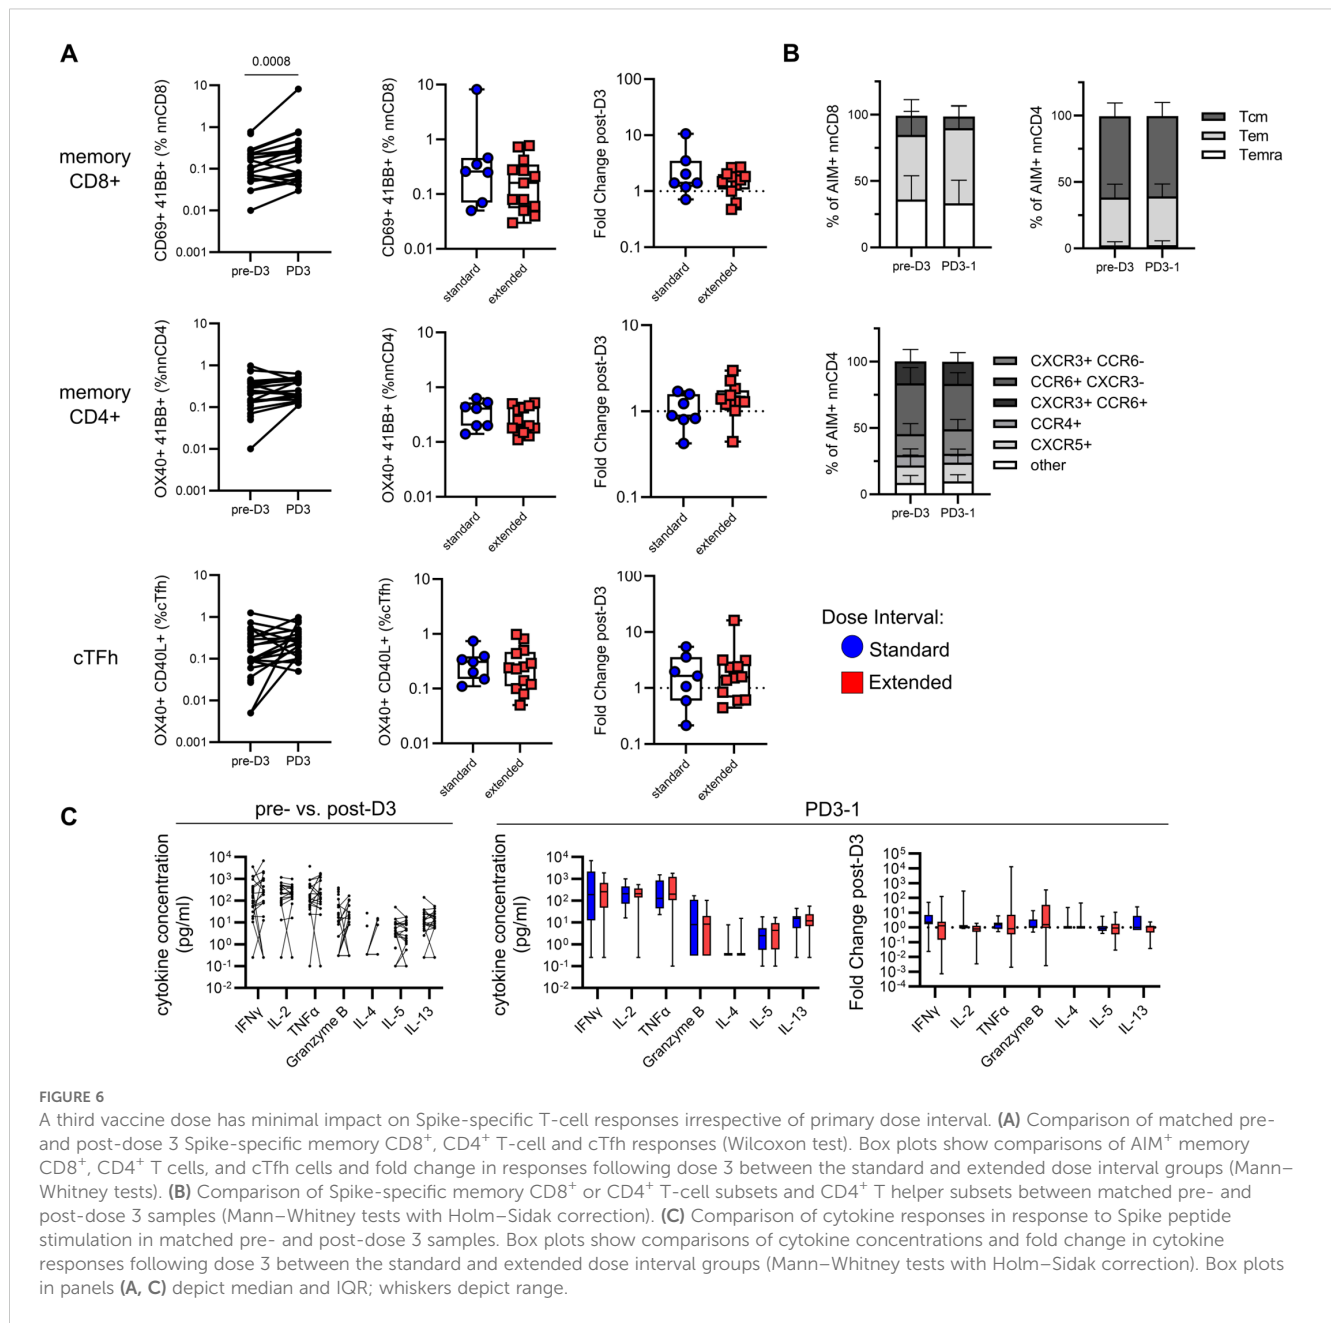 A
B
0.0008
memory
CD8+
CD69+ 41BB+ (% nnCD8)
10
1
0.1
0.01
0.001
pre-D3
PD3
CD69+ 41BB+ (% nnCD8)
10
1
0.1
0.01
standard
extended
Fold Change post-D3
100
10
1
0.1
standard
extended
% of AIM+ nnCD8
100
50
0
pre-D3
PD3-1
% of AIM+ nnCD4
100
50
0
pre-D3
PD3-1
Tcm
Tem
Temra
memory
CD4+
OX40+ 41BB+ (%nnCD4)
10
1
0.1
0.01
0.001
pre-D3
PD3
OX40+ 41BB+ (%nnCD4)
10
1
0.1
0.01
standard
extended
Fold Change post-D3
10
1
0.1
standard
extended
% of AIM+ nnCD4
100
50
0
pre-D3
PD3-1
CXCR3+ CCR6-
CCR6+ CXCR3-
CXCR3+ CCR6+
CCR4+
CXCR5+
other
cTFh
OX40+ CD40L+ (%cTfh)
10
1
0.1
0.01
0.001
pre-D3
PD3
OX40+ CD40L+ (%cTfh)
10
1
0.1
0.01
standard
extended
Fold Change post-D3
100
10
1
0.1
standard
extended
Dose Interval:
Standard
Extended
C
pre- vs. post-D3
PD3-1
cytokine concentration
(pg/ml)
10⁴
10³
10²
10¹
10⁰
10⁻¹
10⁻²
IFNγ
IL-2
TNFα
Granzyme B
IL-4
IL-5
IL-13
cytokine concentration
(pg/ml)
10⁴
10³
10²
10¹
10⁰
10⁻¹
10⁻²
IFNγ
IL-2
TNFα
Granzyme B
IL-4
IL-5
IL-13
Fold Change post-D3
10⁵
10⁴
10³
10²
10¹
10⁰
10⁻¹
10⁻²
10⁻³
10⁻⁴
IFNγ
IL-2
TNFα
Granzyme B
IL-4
IL-5
IL-13
FIGURE 6
A third vaccine dose has minimal impact on Spike-specific T-cell responses irrespective of primary dose interval. (A) Comparison of matched pre-
and post-dose 3 Spike-specific memory CD8⁺, CD4⁺ T-cell and cTfh responses (Wilcoxon test). Box plots show comparisons of AIM⁺ memory
CD8⁺, CD4⁺ T cells, and cTfh cells and fold change in responses following dose 3 between the standard and extended dose interval groups (Mann–
Whitney tests). (B) Comparison of Spike-specific memory CD8⁺ or CD4⁺ T-cell subsets and CD4⁺ T helper subsets between matched pre- and
post-dose 3 samples (Mann–Whitney tests with Holm–Sidak correction). (C) Comparison of cytokine responses in response to Spike peptide
stimulation in matched pre- and post-dose 3 samples. Box plots show comparisons of cytokine concentrations and fold change in cytokine
responses following dose 3 between the standard and extended dose interval groups (Mann–Whitney tests with Holm–Sidak correction). Box plots
in panels (A, C) depict median and IQR; whiskers depict range.